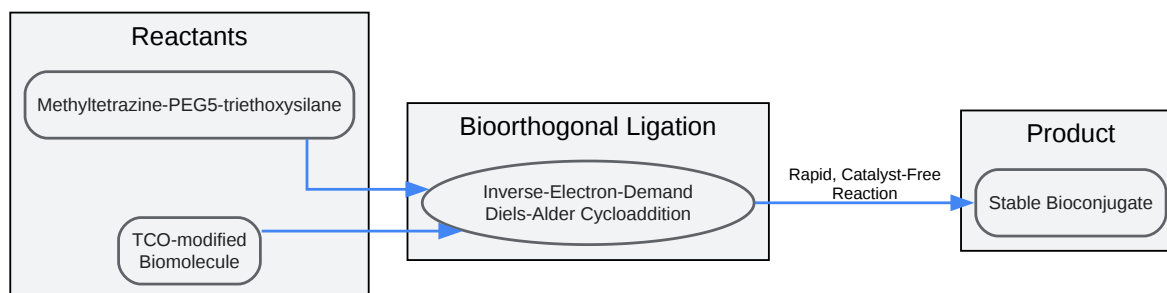 Reactants
Methyltetrazine-PEG5-triethoxysilane
TCO-modified
Biomolecule
Bioorthogonal Ligation
Inverse-Electron-Demand
Diels-Alder Cycloaddition
Rapid, Catalyst-Free
Reaction
Product
Stable Bioconjugate